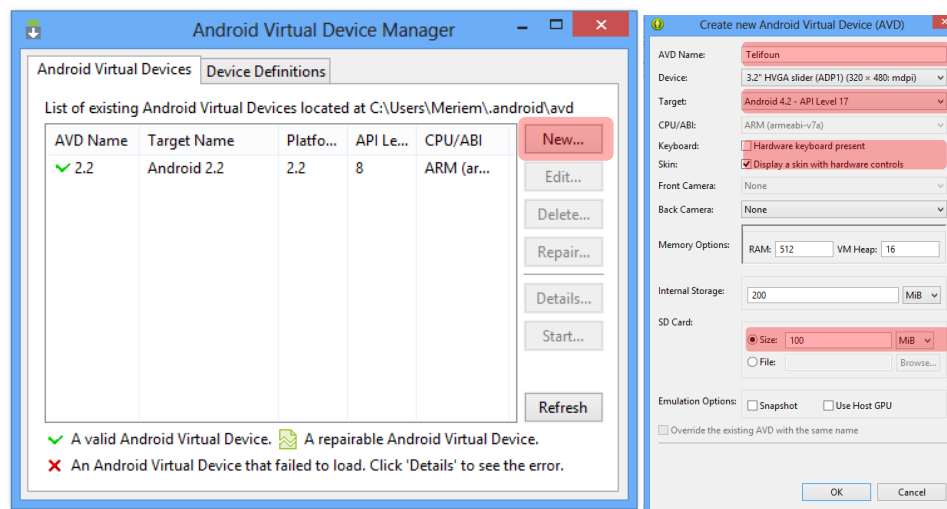 Android Virtual Device Manager
Android Virtual Devices
Device Definitions
List of existing Android Virtual Devices located at C:\Users\Meriem\.android\avd
AVD Name Target Name Platfo... API Le... CPU/ABI
2.2 Android 2.2 2.2 8 ARM (ar...
New...
Edit...
Delete...
Repair...
Details...
Start...
Refresh
A valid Android Virtual Device. A repairable Android Virtual Device.
An Android Virtual Device that failed to load. Click 'Details' to see the error.
Create new Android Virtual Device (AVD)
AVD Name: Telifoun
Device: 3.2" HVGA slider (ADP1) (320 × 480: mdpi)
Target: Android 4.2 - API Level 17
CPU/ABI: ARM (armeabi-v7a)
Keyboard: Hardware keyboard present
Skin: Display a skin with hardware controls
Front Camera: None
Back Camera: None
Memory Options: RAM: 512 VM Heap: 16
Internal Storage: 200 MiB
SD Card:
Size: 100 MiB
File: Browse...
Emulation Options: Snapshot Use Host GPU
Override the existing AVD with the same name
OK Cancel